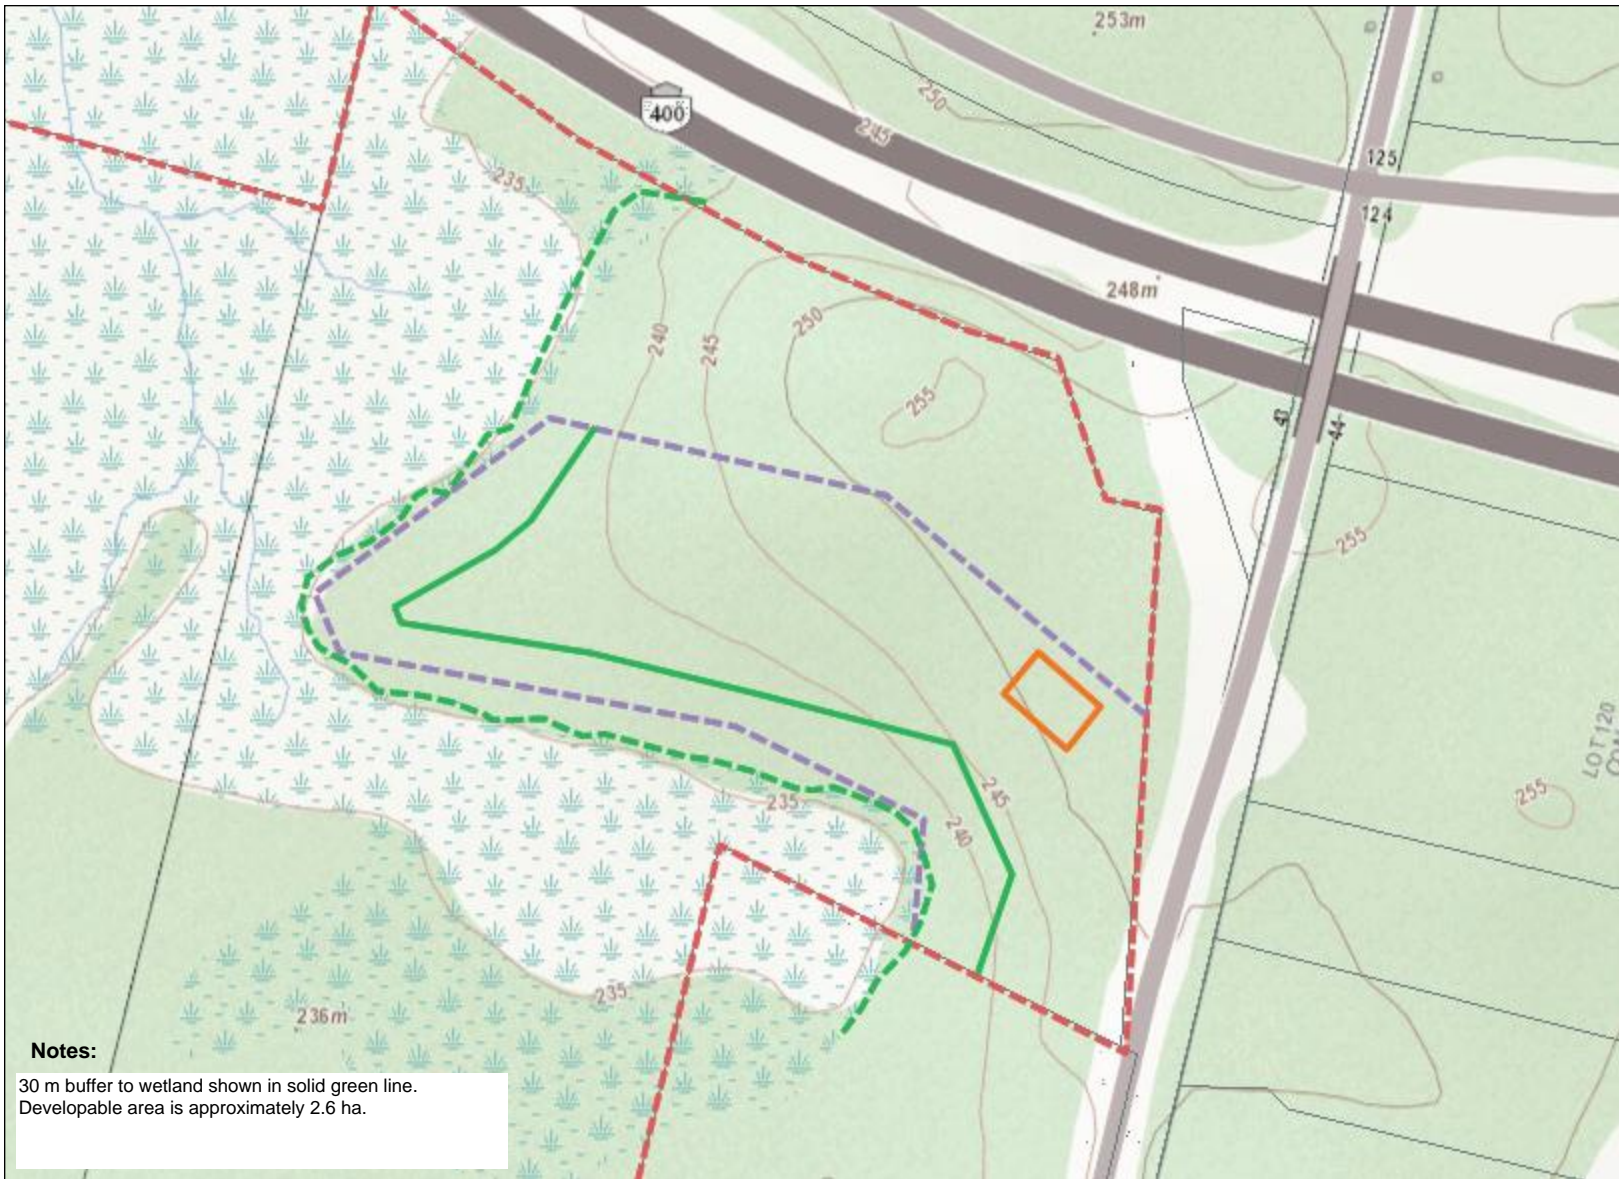 253m
250
400
245
125
235
124
248m
250
240
245
255
43
44
255
LOT 120
245
255
235
240
235
236m
Notes:
30 m buffer to wetland shown in solid green line.
Developable area is approximately 2.6 ha.